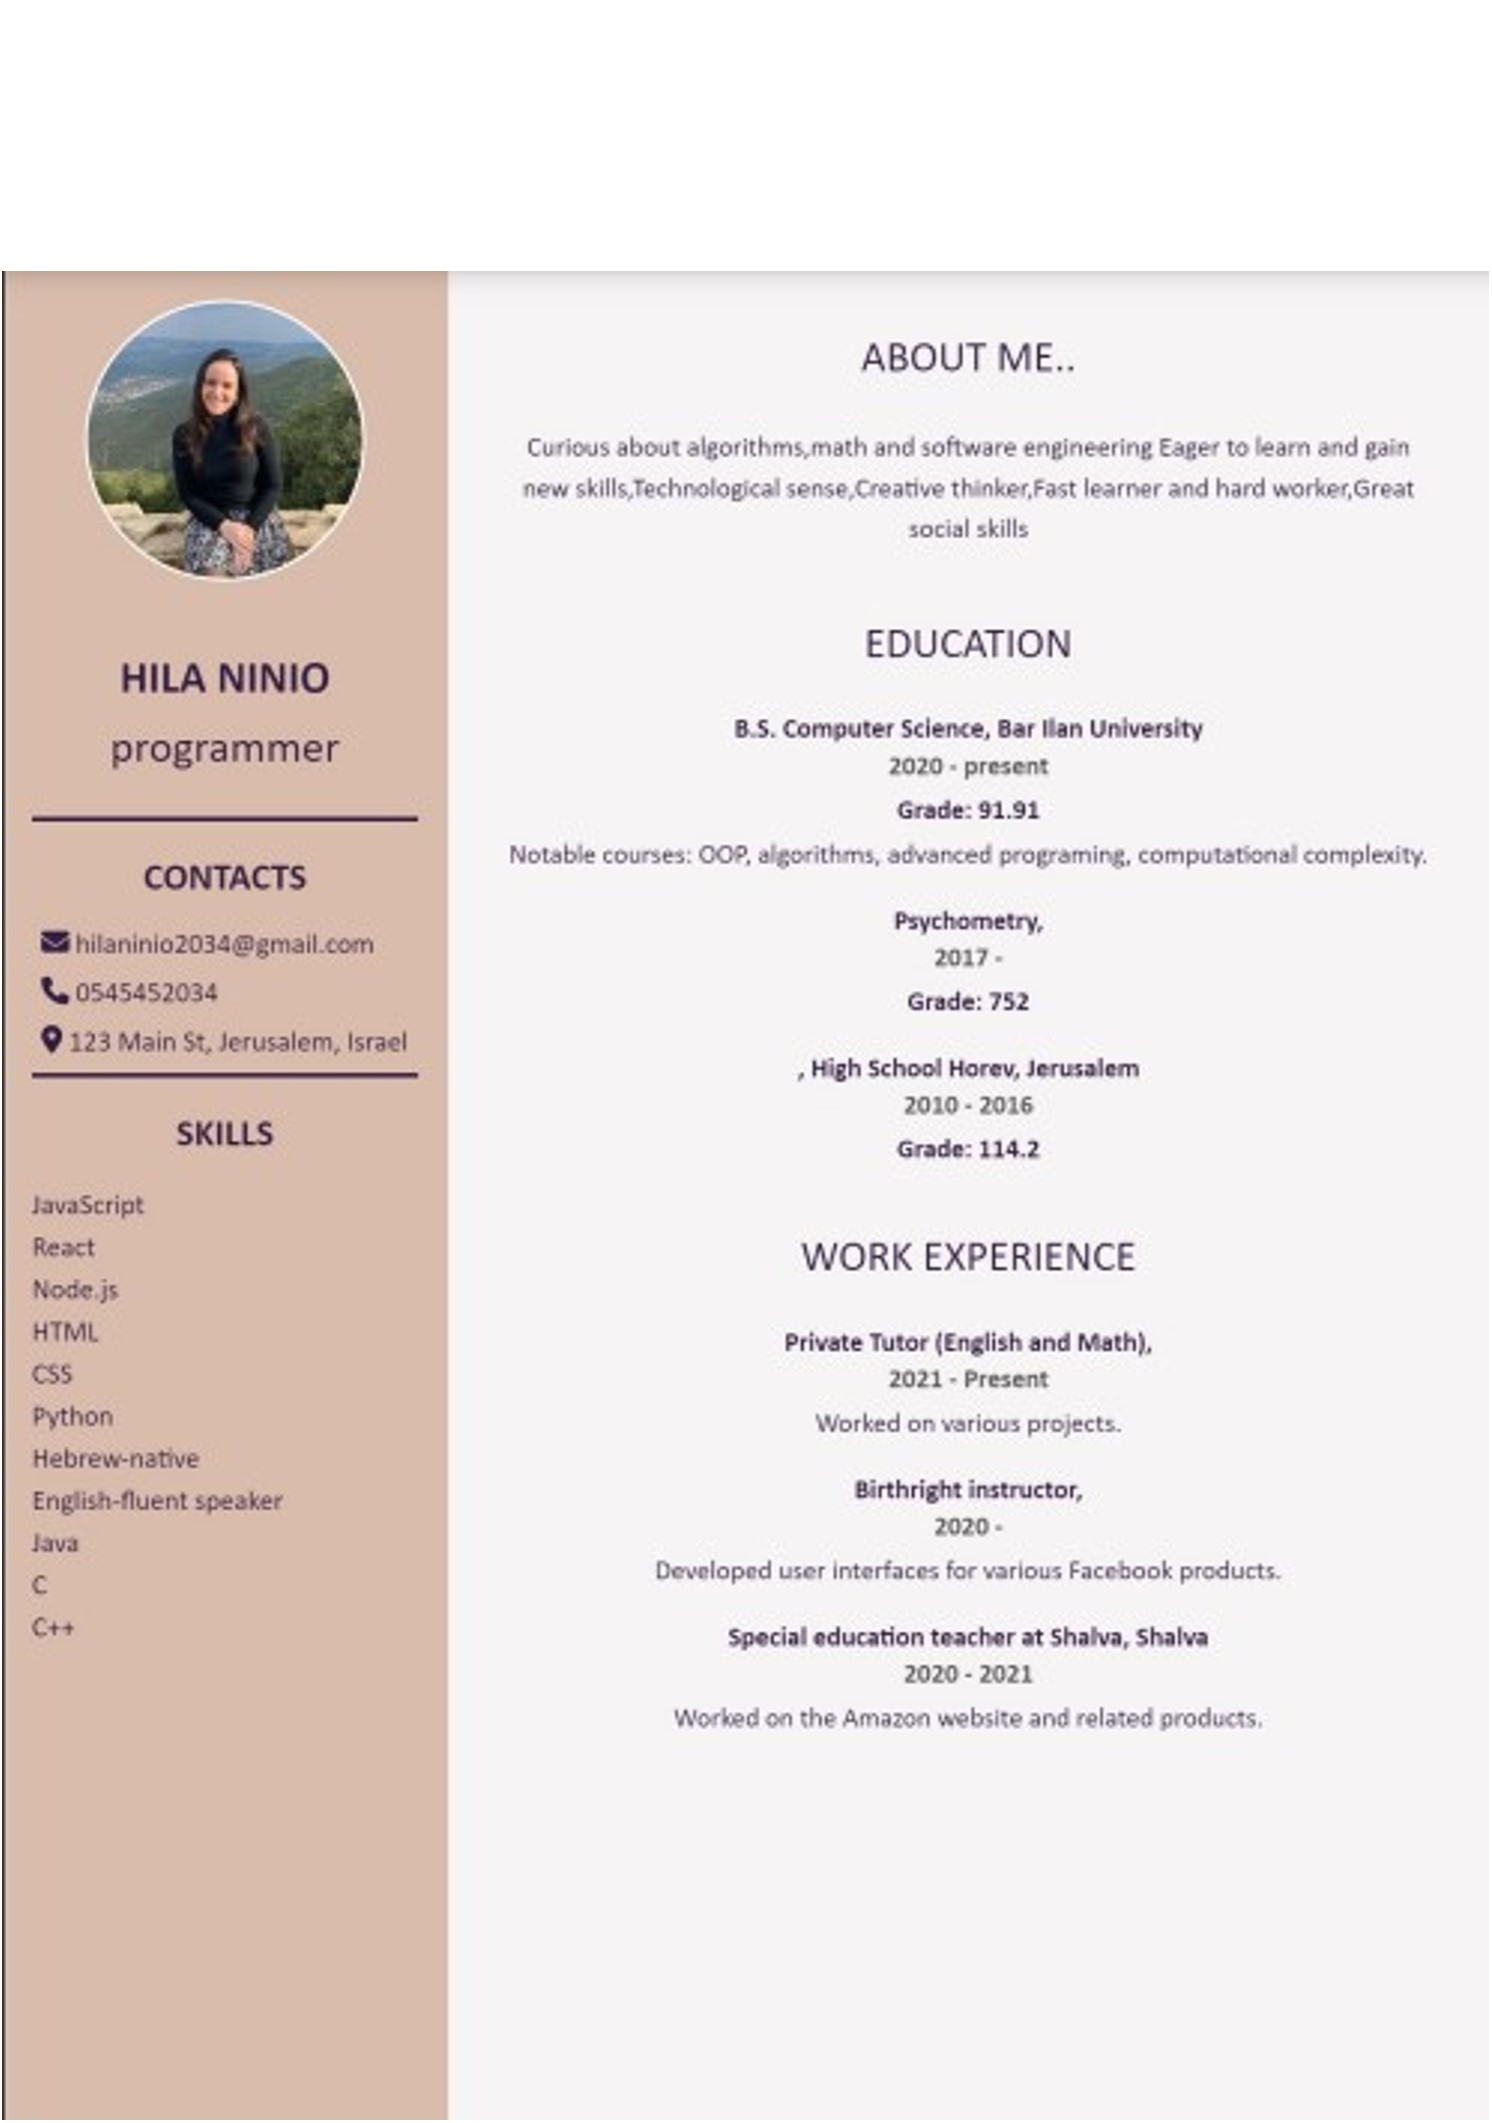 HILA NINIO
programmer
CONTACTS
hilaninio2034@gmail.com
0545452034
123 Main St, Jerusalem, Israel
SKILLS
JavaScript
React
Node.js
HTML
CSS
Python
Hebrew-native
English-fluent speaker
Java
C
C++
ABOUT ME..
Curious about algorithms,math and software engineering Eager to learn and gain
new skills,Technological sense,Creative thinker,Fast learner and hard worker,Great
social skills
EDUCATION
B.S. Computer Science, Bar Ilan University
2020 - present
Grade: 91.91
Notable courses: OOP, algorithms, advanced programing, computational complexity.
Psychometry,
2017 -
Grade: 752
, High School Horev, Jerusalem
2010 - 2016
Grade: 114.2
WORK EXPERIENCE
Private Tutor (English and Math),
2021 - Present
Worked on various projects.
Birthright instructor,
2020 -
Developed user interfaces for various Facebook products.
Special education teacher at Shalva, Shalva
2020 - 2021
Worked on the Amazon website and related products.